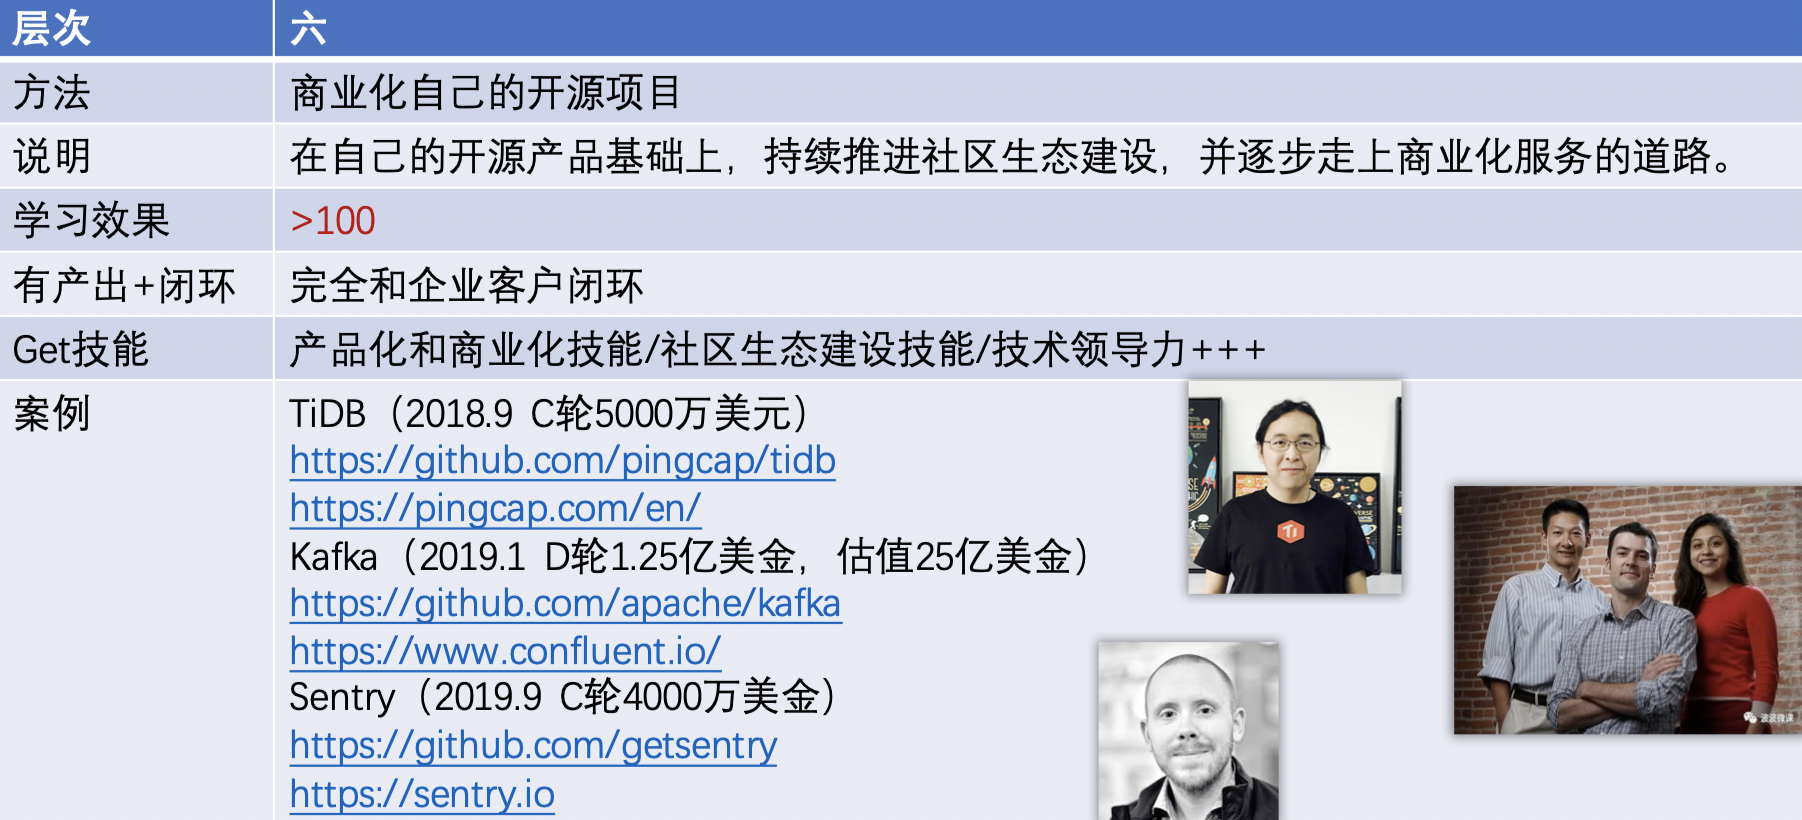 层次 六
方法 商业化自己的开源项目
说明 在自己的开源产品基础上，持续推进社区生态建设，并逐步走上商业化服务的道路。
学习效果 >100
有产出+闭环 完全和企业客户闭环
Get技能 产品化和商业化技能/社区生态建设技能/技术领导力+++
案例 TiDB（2018.9 C轮5000万美元）
https://github.com/pingcap/tidb
https://pingcap.com/en/
Kafka（2019.1 D轮1.25亿美金，估值25亿美金）
https://github.com/apache/kafka
https://www.confluent.io/
Sentry（2019.9 C轮4000万美金）
https://github.com/getsentry
https://sentry.io
Ti
波波微课